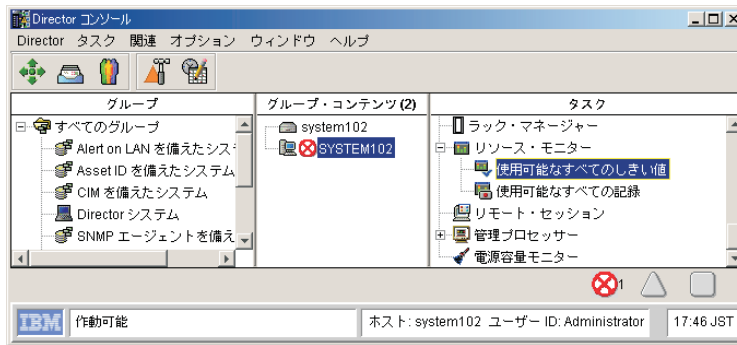 Director コンソール
Director タスク 関連 オプション ウィンドウ ヘルプ
グループ
すべてのグループ
Alert on LAN を備えたシス
Asset ID を備えたシステム
CIM を備えたシステム
Director システム
SNMP エージェントを備え
グループ・コンテンツ (2)
system102
SYSTEM102
タスク
ラック・マネージャー
リソース・モニター
使用可能なすべてのしきい値
使用可能なすべての記録
リモート・セッション
管理プロセッサー
電源容量モニター
1
IBM 作動可能 ホスト: system102 ユーザー ID: Administrator 17:46 JST